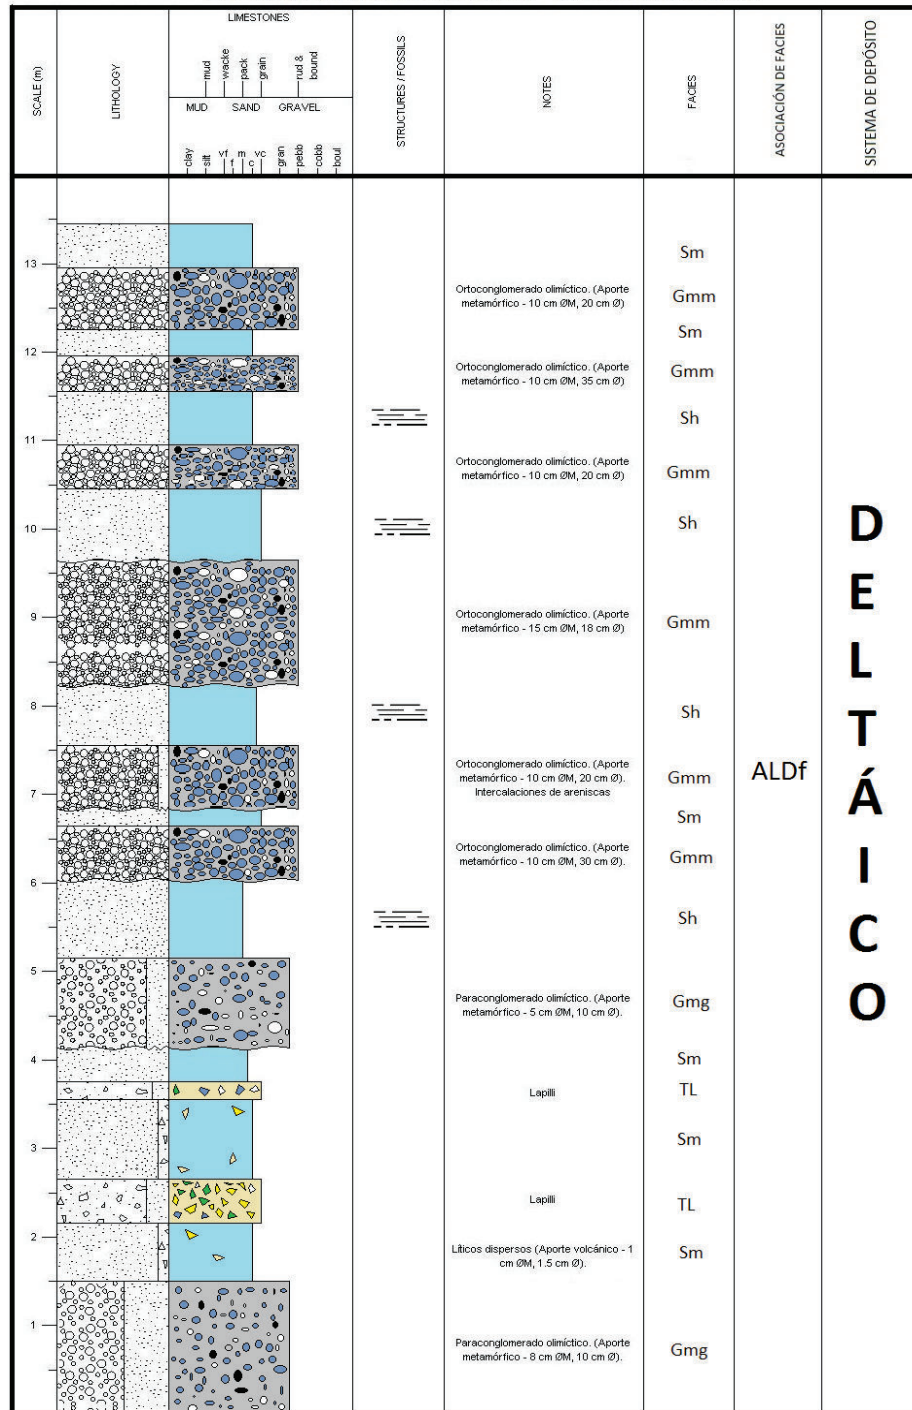 LIMESTONES
mud
wacke
pack
grain
rud &
bound
SCALE (m)
LITHOLOGY
MUD SAND GRAVEL
clay
silt
vf
f
m
c
vc
gran
pebb
cobb
boul
STRUCTURES / FOSSILS
NOTES
FACIES
ASOCIACIÓN DE FACIES
SISTEMA DE DEPÓSITO
Sm
13
Ortoconglomerado olimíctico. (Aporte
metamórfico - 10 cm ØM, 20 cm Ø)
Gmm
Sm
12
Ortoconglomerado olimíctico. (Aporte
metamórfico - 10 cm ØM, 35 cm Ø)
Gmm
Sh
11
Ortoconglomerado olimíctico. (Aporte
metamórfico - 10 cm ØM, 20 cm Ø)
Gmm
10
Sh
Ortoconglomerado olimíctico. (Aporte
metamórfico - 15 cm ØM, 18 cm Ø)
9
Gmm
8
Sh
Ortoconglomerado olimíctico. (Aporte
metamórfico - 10 cm ØM, 20 cm Ø).
Intercalaciones de areniscas
Gmm
7
Sm
Ortoconglomerado olimíctico. (Aporte
metamórfico - 10 cm ØM, 30 cm Ø).
Gmm
6
Sh
5
Paraconglomerado olimíctico. (Aporte
metamórfico - 5 cm ØM, 10 cm Ø).
Gmg
4
Sm
Lapilli
TL
3
Sm
Lapilli
TL
2
Líticos dispersos (Aporte volcánico - 1
cm ØM, 1.5 cm Ø).
Sm
1
Paraconglomerado olimíctico. (Aporte
metamórfico - 8 cm ØM, 10 cm Ø).
Gmg
ALDf
D
E
L
T
Á
I
C
O